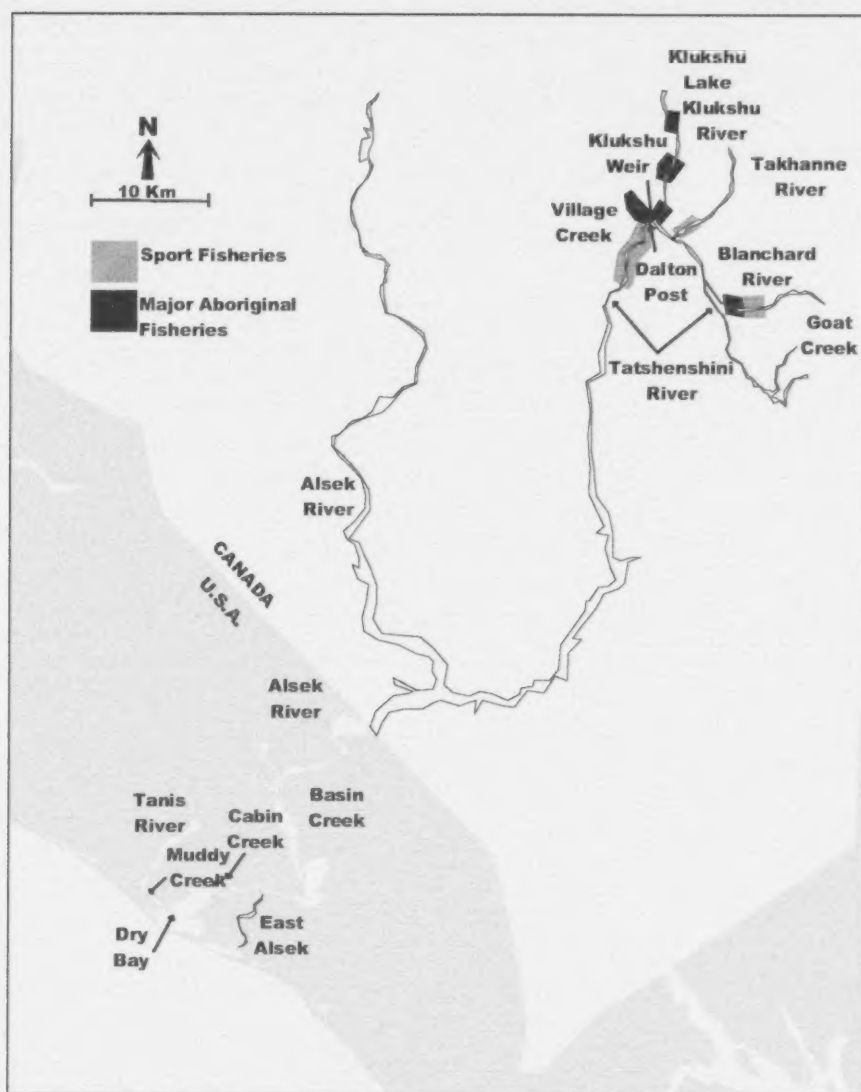 Klukshu
Lake
Klukshu
River
N
10 Km
Klukshu
Weir
Takhanne
River
Village
Creek
Sport Fisheries
Dalton
Post
Blanchard
River
Major Aboriginal
Fisheries
Goat
Creek
Tatshenshini
River
Alsek
River
CANADA
U.S.A.
Alsek
River
Tanis
River
Cabin
Creek
Basin
Creek
Muddy
Creek
Dry
Bay
East
Alsek